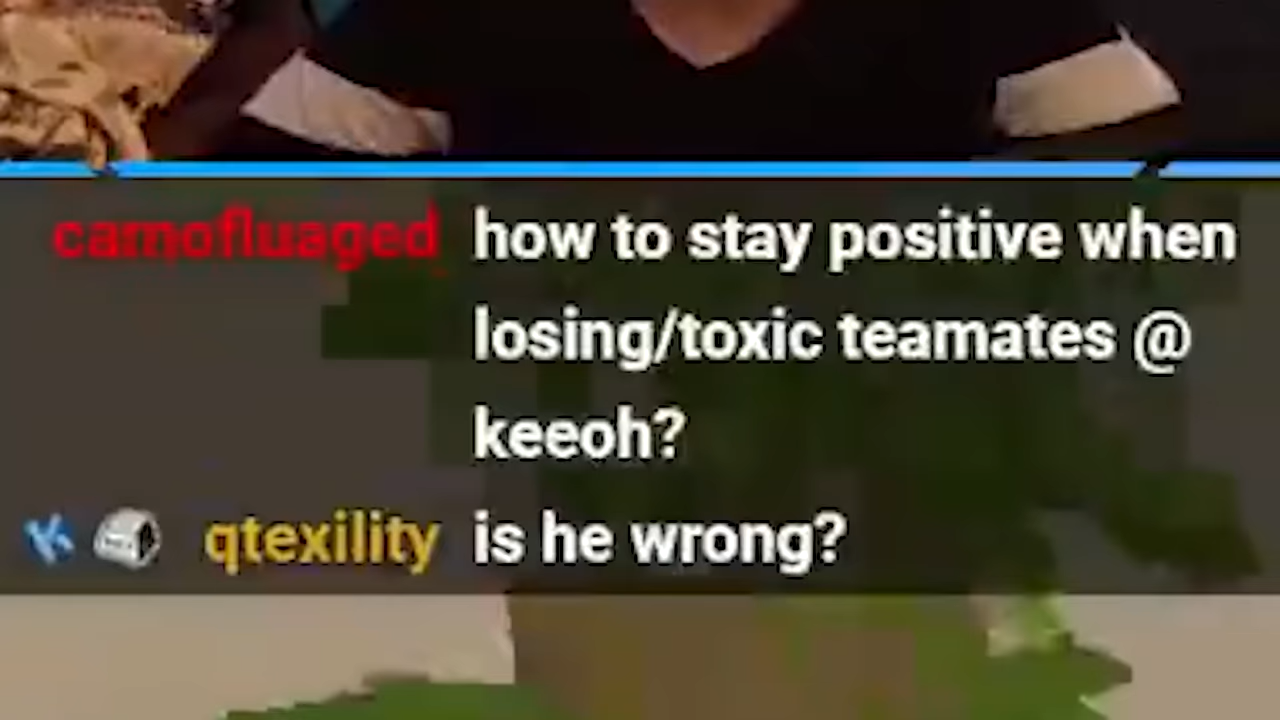 camofluaged how to stay positive when
losing/toxic teamates @
keeoh?
qtexility is he wrong?